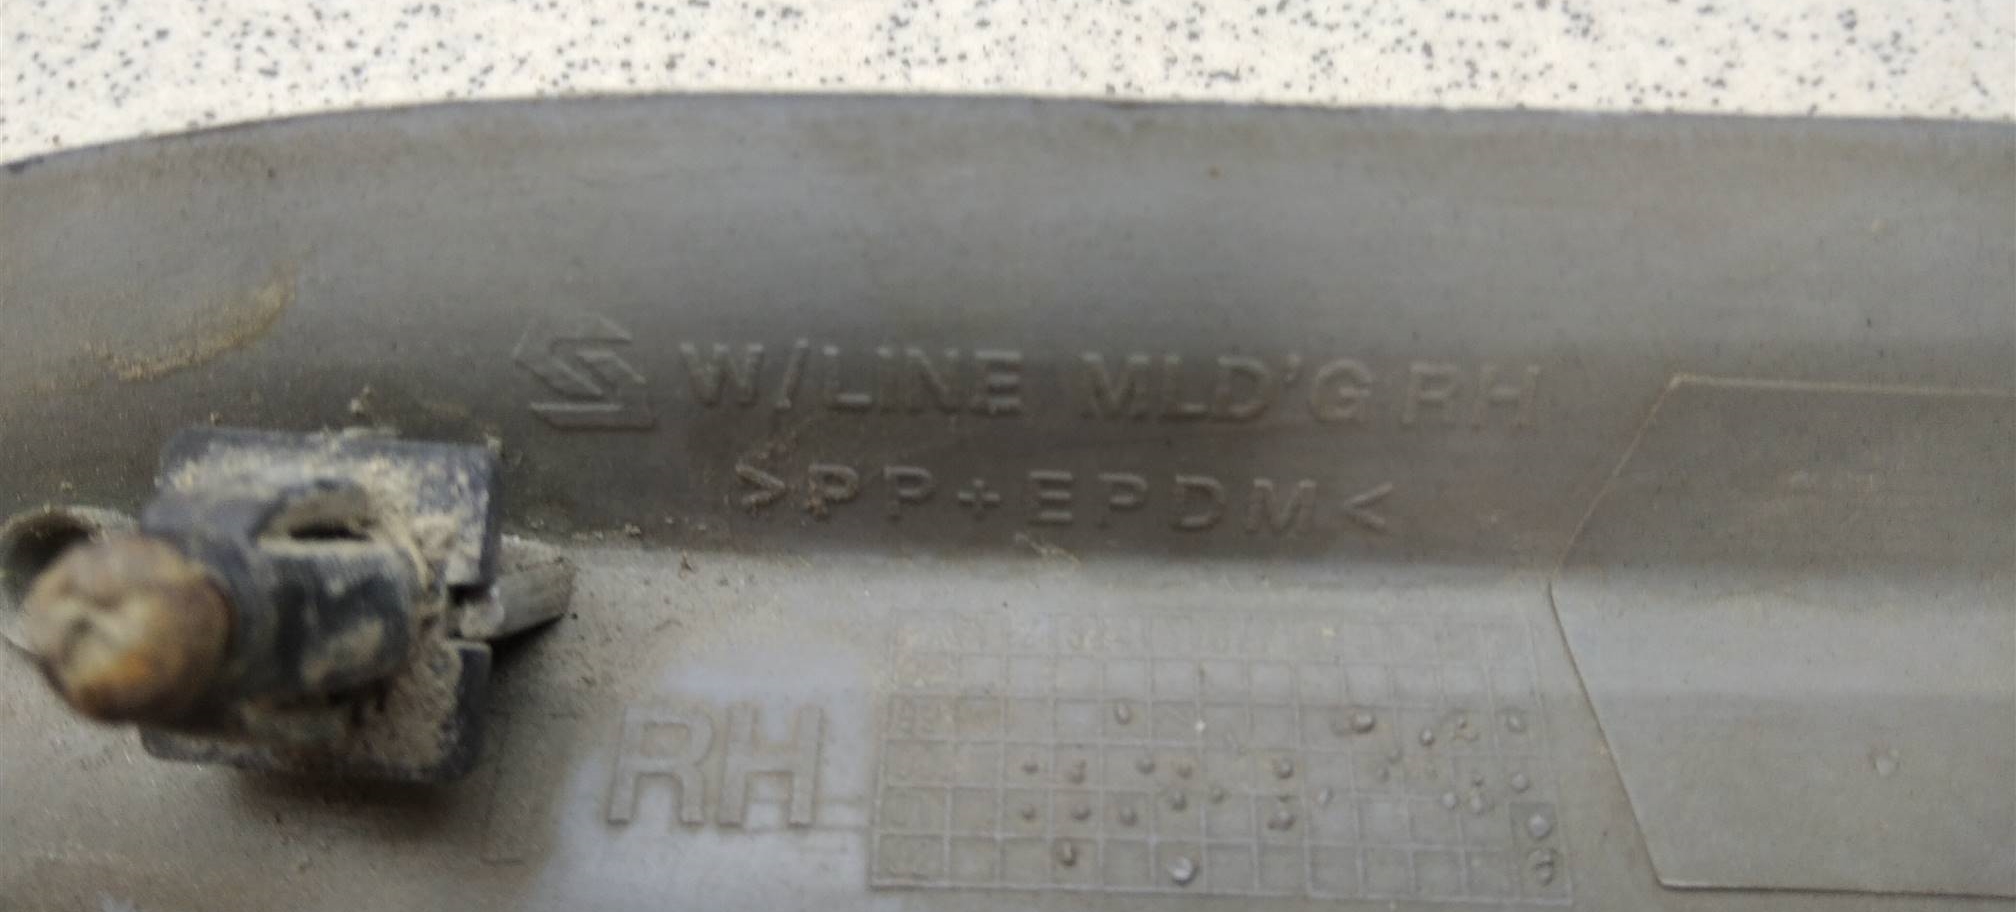 W/LINE MLD'G RH
>PP+EPDM<
RH